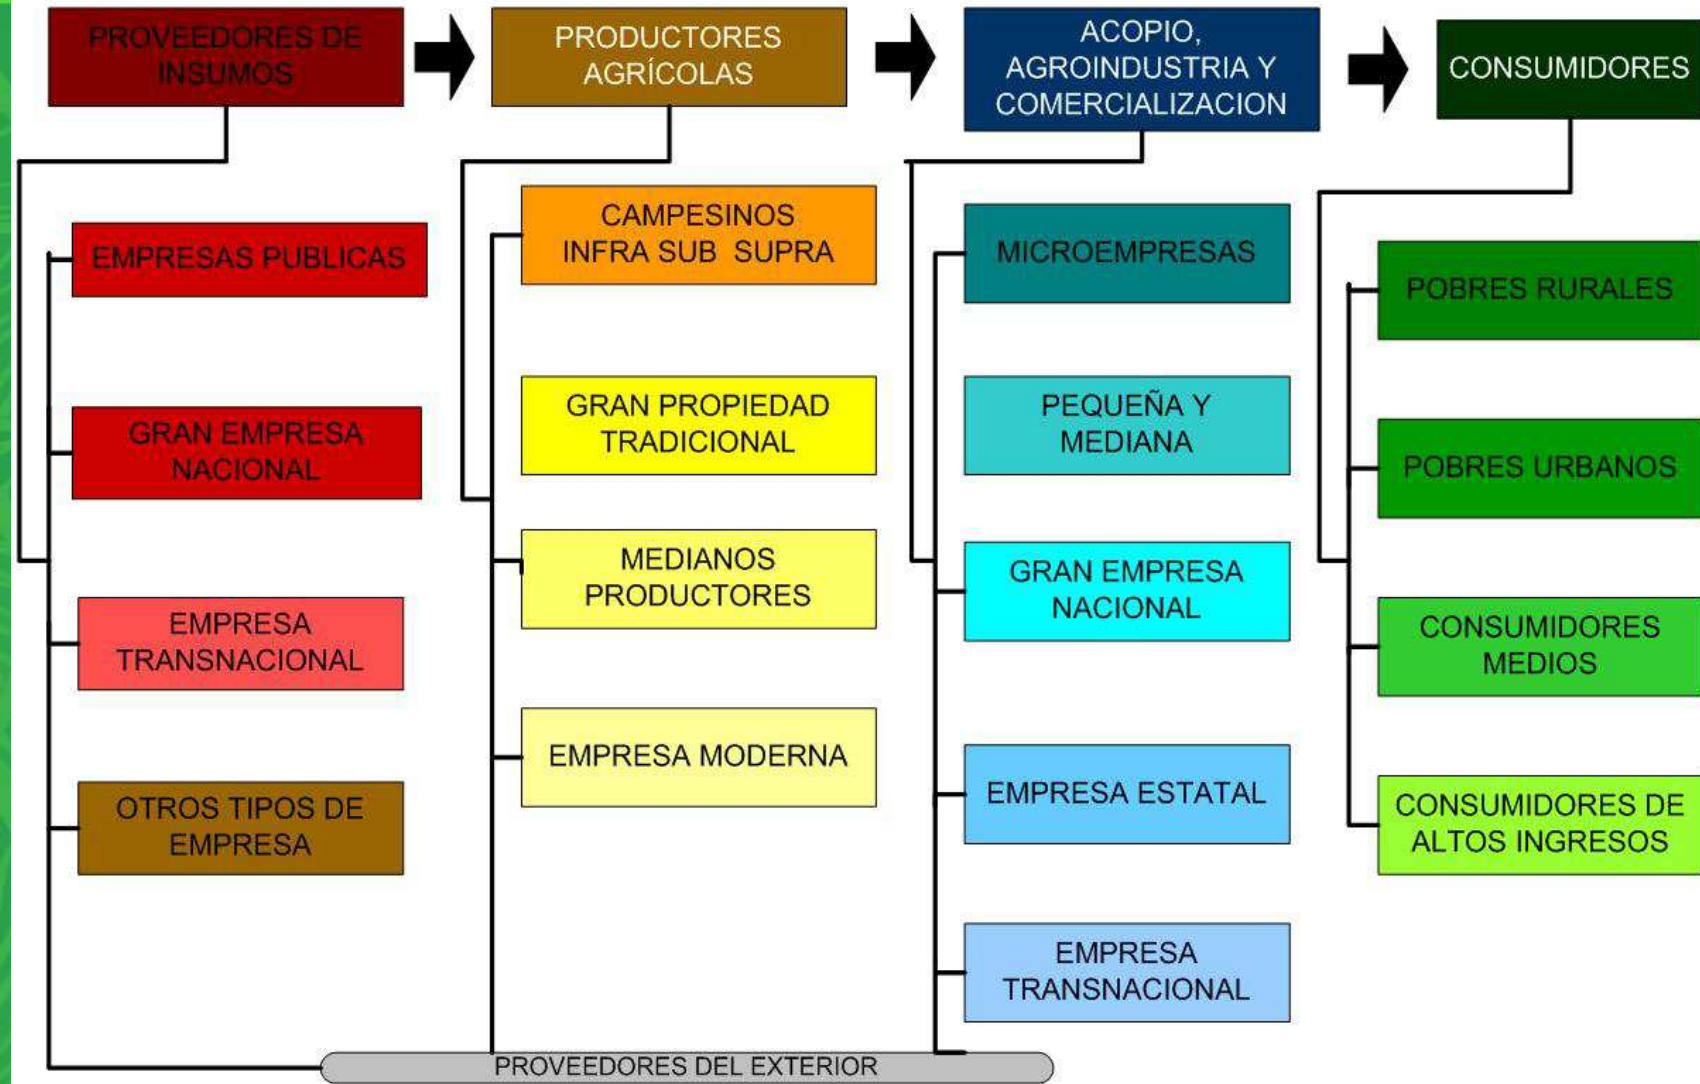 PROVEEDORES DE
INSUMOS
PRODUCTORES
AGRÍCOLAS
ACOPIO,
AGROINDUSTRIA Y
COMERCIALIZACION
CONSUMIDORES
EMPRESAS PUBLICAS
GRAN EMPRESA
NACIONAL
EMPRESA
TRANSNACIONAL
OTROS TIPOS DE
EMPRESA
CAMPESINOS
INFRA SUB  SUPRA
GRAN PROPIEDAD
TRADICIONAL
MEDIANOS
PRODUCTORES
EMPRESA MODERNA
MICROEMPRESAS
PEQUEÑA Y
MEDIANA
GRAN EMPRESA
NACIONAL
EMPRESA ESTATAL
EMPRESA
TRANSNACIONAL
POBRES RURALES
POBRES URBANOS
CONSUMIDORES
MEDIOS
CONSUMIDORES DE
ALTOS INGRESOS
PROVEEDORES DEL EXTERIOR